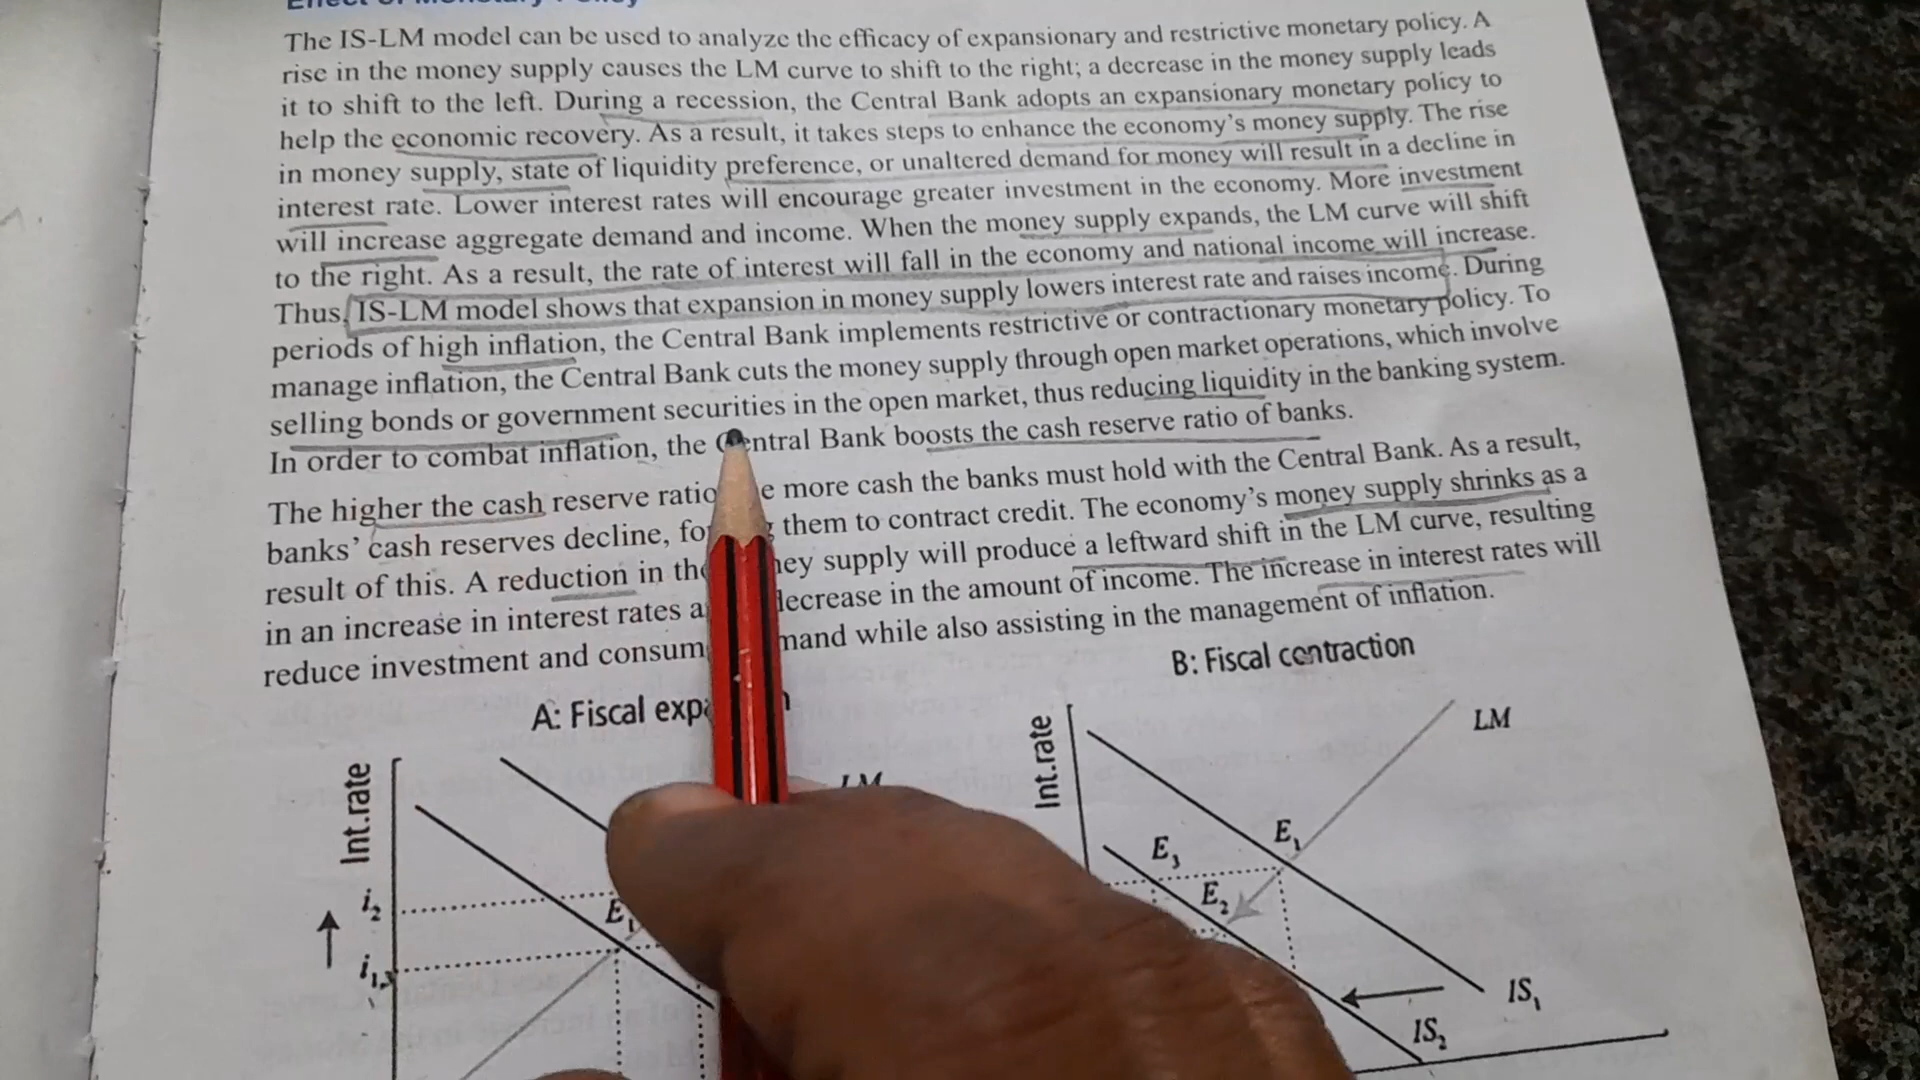 The IS-LM model can be used to analyze the efficacy of expansionary and restrictive monetary policy. A
rise in the money supply causes the LM curve to shift to the right; a decrease in the money supply leads
it to shift to the left. During a recession, the Central Bank adopts an expansionary monetary policy to
help the economic recovery. As a result, it takes steps to enhance the economy's money supply. The rise
in money supply, state of liquidity preference, or unaltered demand for money will result in a decline in
interest rate. Lower interest rates will encourage greater investment in the economy. More investment
will increase aggregate demand and income. When the money supply expands, the LM curve will shift
to the right. As a result, the rate of interest will fall in the economy and national income will increase.
Thus, IS-LM model shows that expansion in money supply lowers interest rate and raises income. During
periods of high inflation, the Central Bank implements restrictive or contractionary monetary policy. To
manage inflation, the Central Bank cuts the money supply through open market operations, which involve
selling bonds or government securities in the open market, thus reducing liquidity in the banking system.
In order to combat inflation, the Central Bank boosts the cash reserve ratio of banks.
The higher the cash reserve ratio more cash the banks must hold with the Central Bank. As a result,
banks' cash reserves decline, them to contract credit. The economy's money supply shrinks as a
result of this. A reduction in the supply will produce a leftward shift in the LM curve, resulting
in an increase in interest rates decrease in the amount of income. The increase in interest rates will
reduce investment and while also assisting in the management of inflation.
A: Fiscal
B: Fiscal contraction
Int.rate
LM
i₂
i₁
E₁
Int.rate
LM
E₁
E₃
E₂
IS₁
IS₂